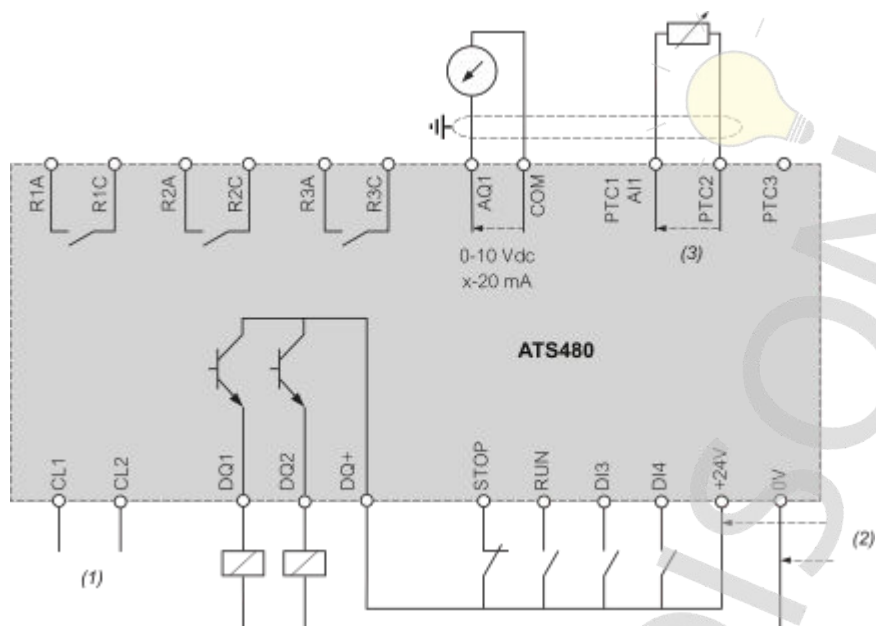 R1A R1C R2A R2C R3A R3C AQ1 COM PTC1 AI1 PTC2 PTC3
0-10 Vdc
x-20 mA
(3)
ATS480
CL1 CL2 DQ1 DQ2 DQ+ STOP RUN DI3 DI4 +24V 0V
(1)
(2)